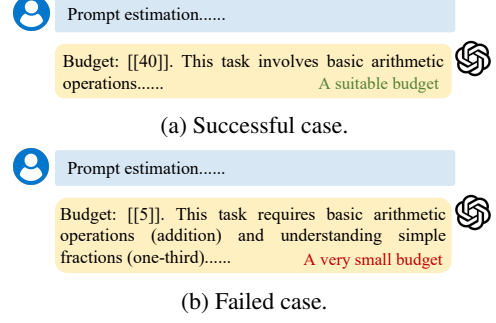 Prompt estimation......
Budget: [[40]]. This task involves basic arithmetic
operations...... A suitable budget
(a) Successful case.
Prompt estimation......
Budget: [[5]]. This task requires basic arithmetic
operations (addition) and understanding simple
fractions (one-third)...... A very small budget
(b) Failed case.